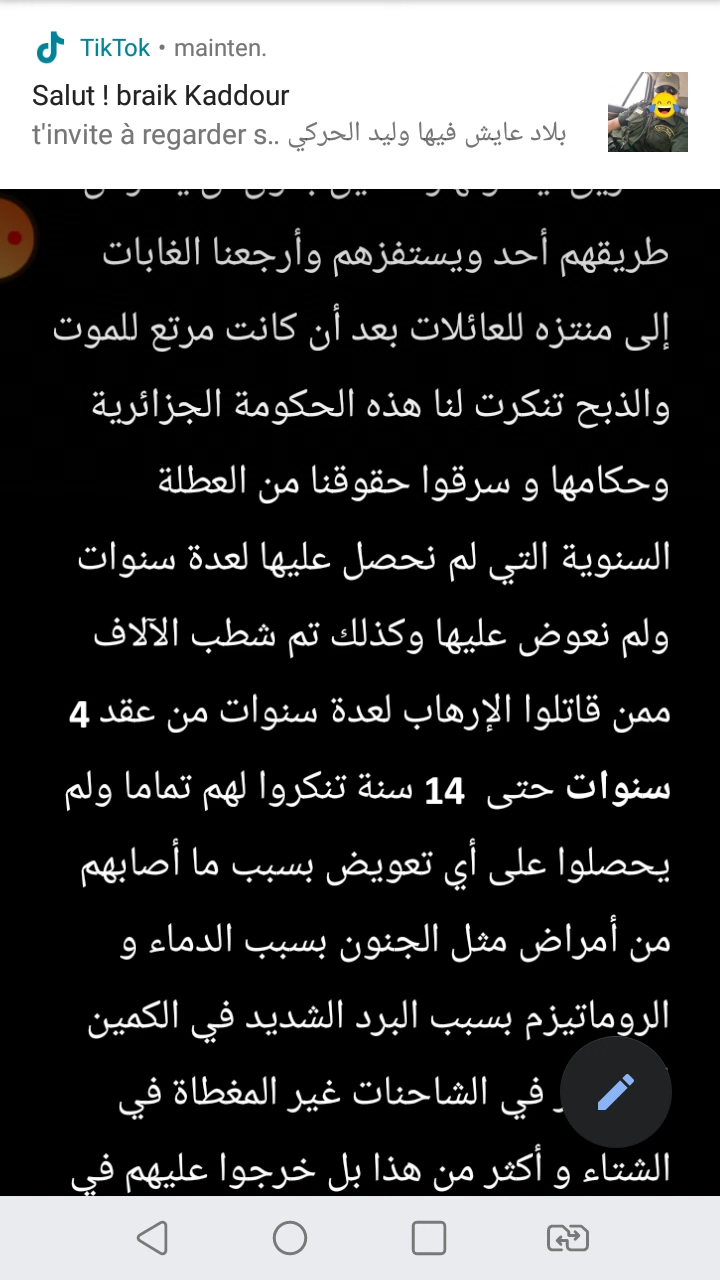 TikTok • mainten.
Salut ! braik Kaddour
t'invite à regarder s.. بلاد عايش فيها وليد الحركي
طريقهم أحد ويستفزهم وأرجعنا الغابات
إلى منتزه للعائلات بعد أن كانت مرتع للموت
والذبح تنكرت لنا هذه الحكومة الجزائرية
وحكامها و سرقوا حقوقنا من العطلة
السنوية التي لم نحصل عليها لعدة سنوات
ولم نعوض عليها وكذلك تم شطب الآلاف
ممن قاتلوا الإرهاب لعدة سنوات من عقد 4
سنوات حتى 14 سنة تنكروا لهم تماما ولم
يحصلوا على أي تعويض بسبب ما أصابهم
من أمراض مثل الجنون بسبب الدماء و
الروماتيزم بسبب البرد الشديد في الكمين
في الشاحنات غير المغطاة في
الشتاء و أكثر من هذا بل خرجوا عليهم في